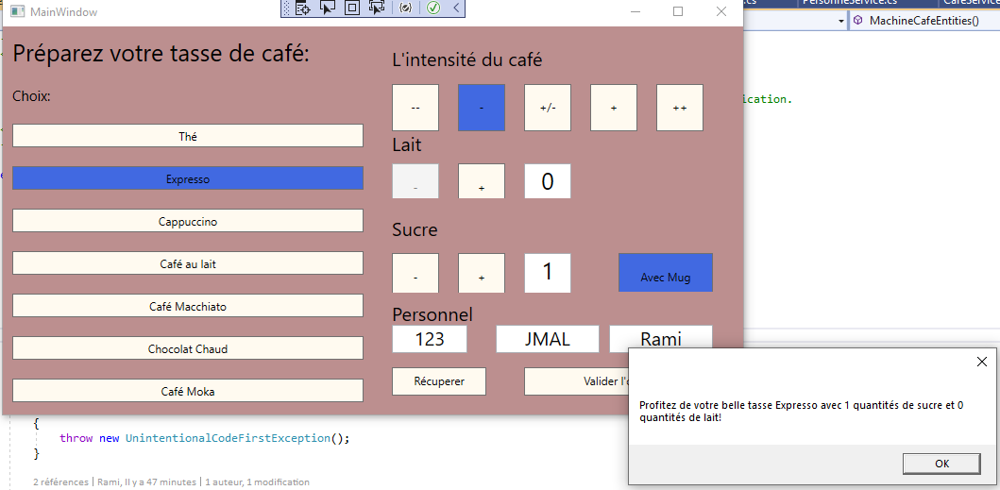 MainWindow
PersonneService.cs
MachineCafeEntities()
Préparez votre tasse de café:
Choix:
Thé
Expresso
Cappuccino
Café au lait
Café Macchiato
Chocolat Chaud
Café Moka
L'intensité du café
-- - +/- + ++
Lait
- + 0
Sucre
- + 1 Avec Mug
Personnel
123 JMAL Rami
Récuperer Valider l'
ication.
Profitez de votre belle tasse Expresso avec 1 quantités de sucre et 0
quantités de lait!
OK
{
throw new UnintentionalCodeFirstException();
}
2 références | Rami, Il y a 47 minutes | 1 auteur, 1 modification